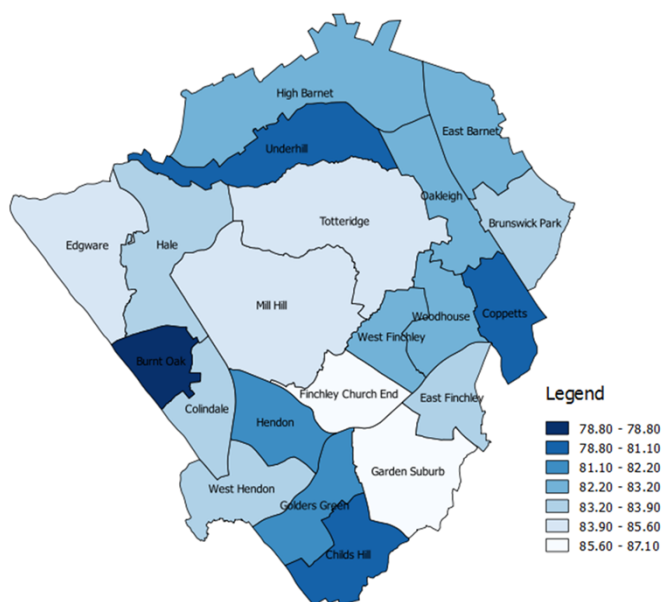 High Barnet
East Barnet
Underhill
Oakleigh
Totteridge
Brunswick Park
Edgware
Hale
Mill Hill
Coppetts
Woodhouse
West Finchley
Burnt Oak
Finchley Church End
East Finchley
Colindale
Hendon
Garden Suburb
West Hendon
Golders Green
Childs Hill
Legend
78.80 - 78.80
78.80 - 81.10
81.10 - 82.20
82.20 - 83.20
83.20 - 83.90
83.90 - 85.60
85.60 - 87.10